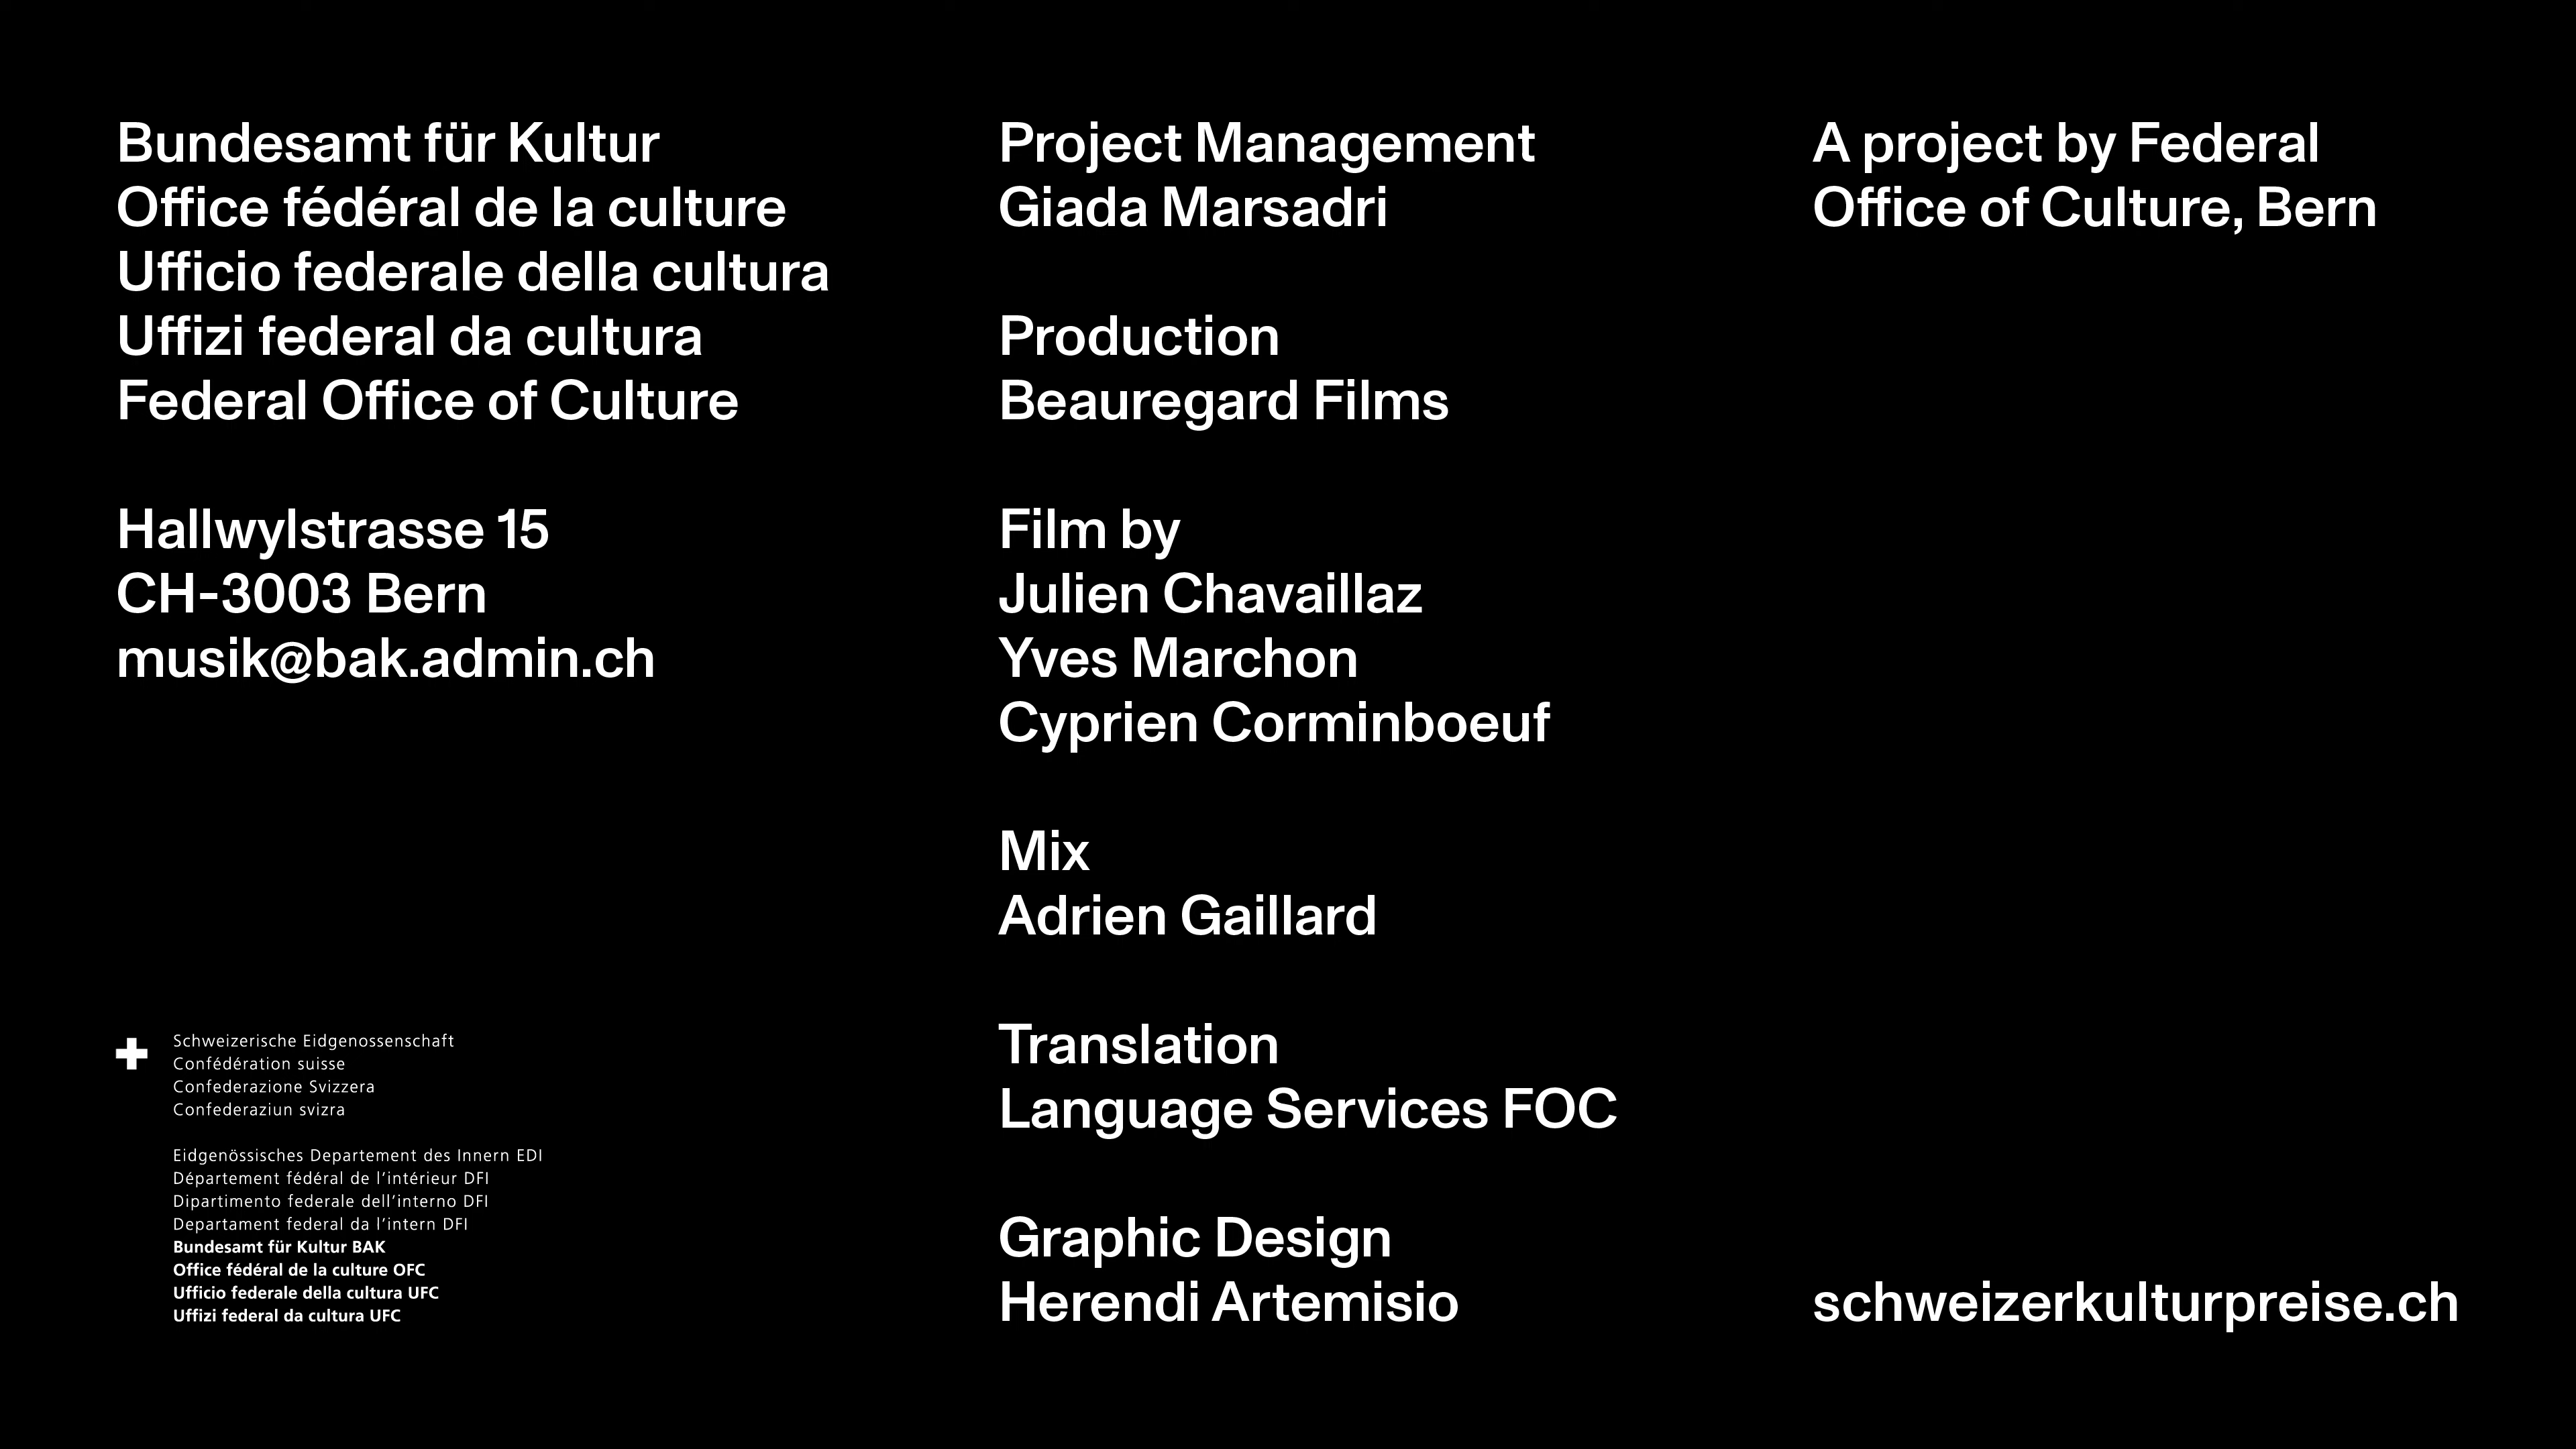 Bundesamt für Kultur
Office fédéral de la culture
Ufficio federale della cultura
Uffizi federal da cultura
Federal Office of Culture
Hallwylstrasse 15
CH-3003 Bern
musik@bak.admin.ch
Schweizerische Eidgenossenschaft
Confédération suisse
Confederazione Svizzera
Confederaziun svizra
Eidgenössisches Departement des Innern EDI
Département fédéral de l’intérieur DFI
Dipartimento federale dell’interno DFI
Departament federal da l’intern DFI
Bundesamt für Kultur BAK
Office fédéral de la culture OFC
Ufficio federale della cultura UFC
Uffizi federal da cultura UFC
Project Management
Giada Marsadri
Production
Beauregard Films
Film by
Julien Chavaillaz
Yves Marchon
Cyprien Corminboeuf
Mix
Adrien Gaillard
Translation
Language Services FOC
Graphic Design
Herendi Artemisio
A project by Federal
Office of Culture, Bern
schweizerkulturpreise.ch